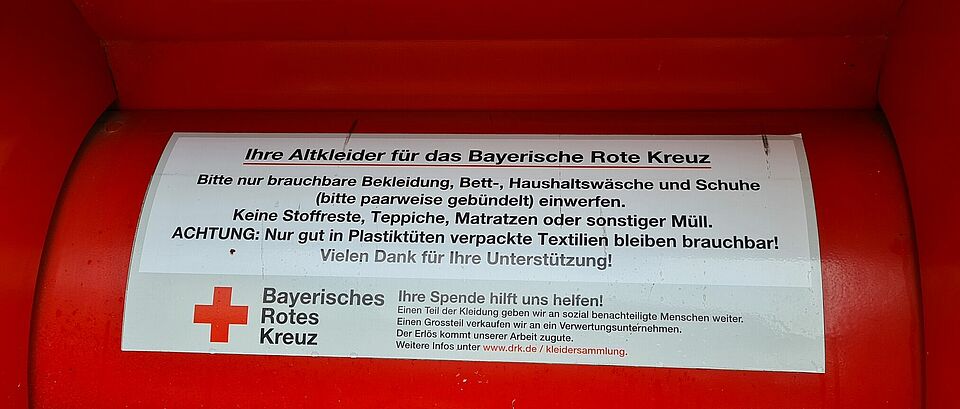 Ihre Altkleider für das Bayerische Rote Kreuz
Bitte nur brauchbare Bekleidung, Bett-, Haushaltswäsche und Schuhe
(bitte paarweise gebündelt) einwerfen.
Keine Stoffreste, Teppiche, Matratzen oder sonstiger Müll.
ACHTUNG: Nur gut in Plastiktüten verpackte Textilien bleiben brauchbar!
Vielen Dank für Ihre Unterstützung!
Bayerisches
Rotes
Kreuz
Ihre Spende hilft uns helfen!
Einen Teil der Kleidung geben wir an sozial benachteiligte Menschen weiter.
Einen Grossteil verkaufen wir an ein Verwertungsunternehmen.
Der Erlös kommt unserer Arbeit zugute.
Weitere Infos unter www.drk.de / kleidersammlung.